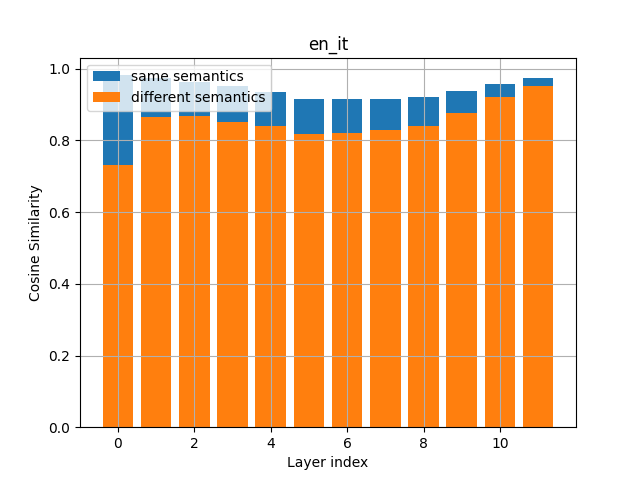 en_it
same semantics
different semantics
1.0
0.8
0.6
0.4
0.2
0.0
Cosine Similarity
0 2 4 6 8 10
Layer index